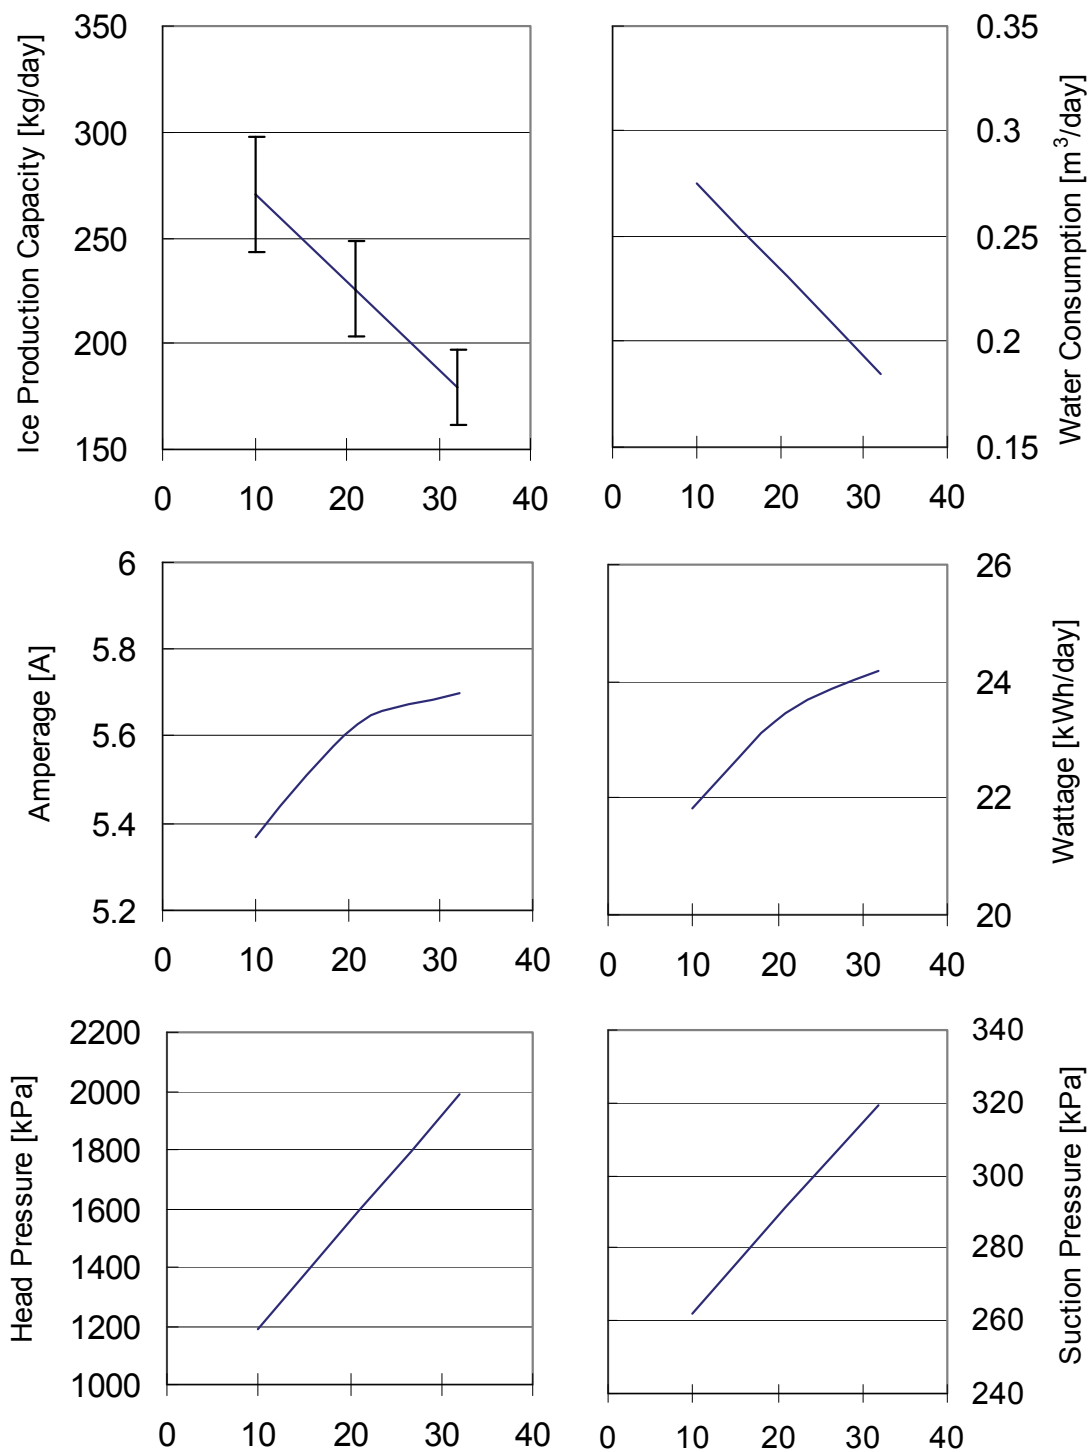 Ice Production Capacity [kg/day]
350
300
250
200
150
0 10 20 30 40
Water Consumption [m³/day]
0.35
0.3
0.25
0.2
0.15
0 10 20 30 40
Amperage [A]
6
5.8
5.6
5.4
5.2
0 10 20 30 40
Wattage [kWh/day]
26
24
22
20
0 10 20 30 40
Head Pressure [kPa]
2200
2000
1800
1600
1400
1200
1000
0 10 20 30 40
Suction Pressure [kPa]
340
320
300
280
260
240
0 10 20 30 40